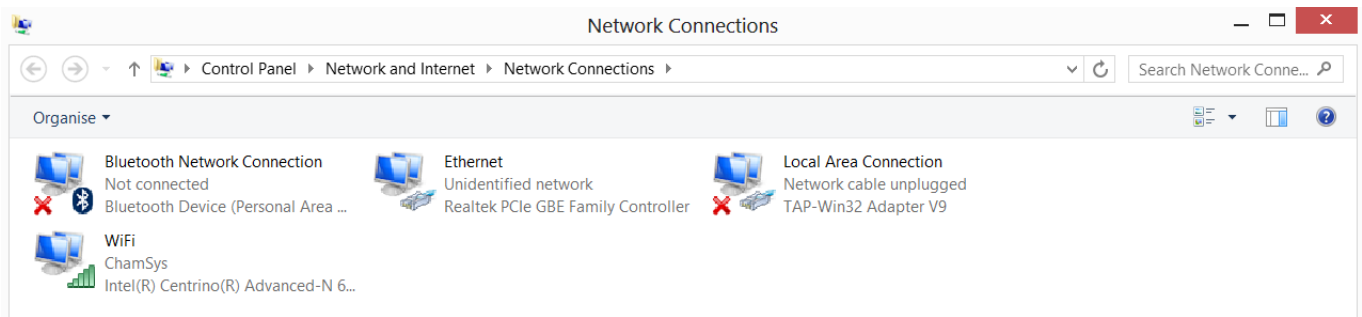 Network Connections
Control Panel Network and Internet Network Connections
Search Network Conne...
Organise
Bluetooth Network Connection
Not connected
Bluetooth Device (Personal Area ...
Ethernet
Unidentified network
Realtek PCIe GBE Family Controller
Local Area Connection
Network cable unplugged
TAP-Win32 Adapter V9
WiFi
ChamSys
Intel(R) Centrino(R) Advanced-N 6...